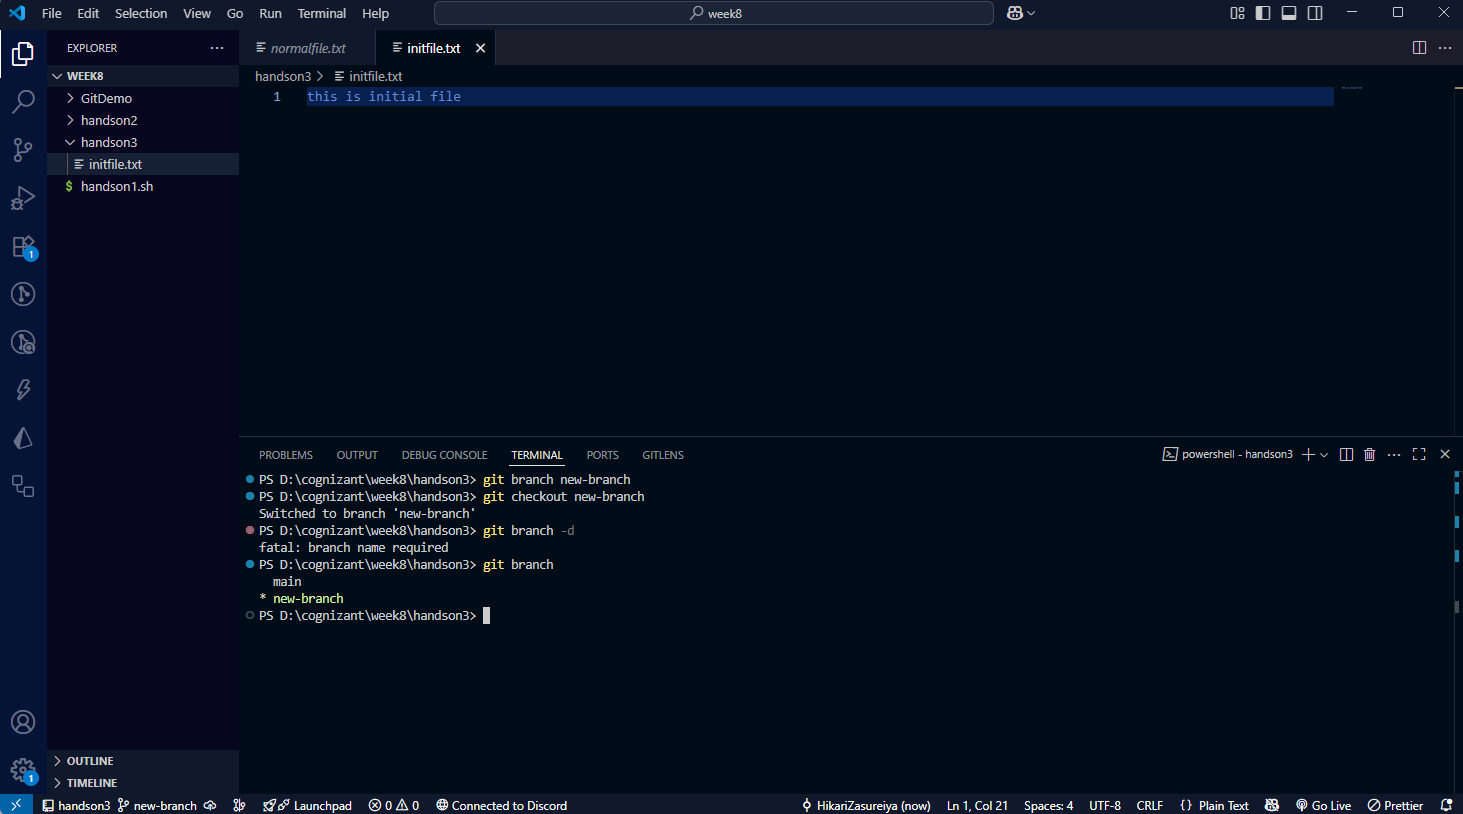 File Edit Selection View Go Run Terminal Help week8
EXPLORER
normalfile.txt initfile.txt
WEEK8
GitDemo
handson2
handson3
initfile.txt
handson1.sh
handson3 > initfile.txt
1 this is initial file
PROBLEMS OUTPUT DEBUG CONSOLE TERMINAL PORTS GITLENS powershell - handson3
PS D:\cognizant\week8\handson3> git branch new-branch
PS D:\cognizant\week8\handson3> git checkout new-branch
Switched to branch 'new-branch'
PS D:\cognizant\week8\handson3> git branch -d
fatal: branch name required
PS D:\cognizant\week8\handson3> git branch
main
* new-branch
PS D:\cognizant\week8\handson3>
1
OUTLINE
TIMELINE
1
handson3 new-branch Launchpad 0 0 Connected to Discord HikariZasureiya (now) Ln 1, Col 21 Spaces: 4 UTF-8 CRLF {} Plain Text Go Live Prettier